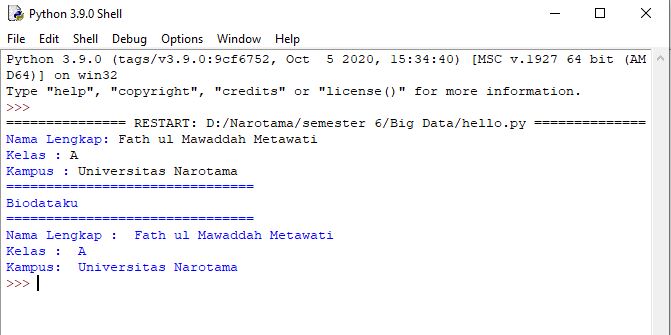 Python 3.9.0 Shell
File Edit Shell Debug Options Window Help
Python 3.9.0 (tags/v3.9.0:9cf6752, Oct  5 2020, 15:34:40) [MSC v.1927 64 bit (AM
D64)] on win32
Type "help", "copyright", "credits" or "license()" for more information.
>>>
=============== RESTART: D:/Narotama/semester 6/Big Data/hello.py ==============
Nama Lengkap: Fath ul Mawaddah Metawati
Kelas : A
Kampus : Universitas Narotama
===============================
Biodataku
===============================
Nama Lengkap :  Fath ul Mawaddah Metawati
Kelas :  A
Kampus:  Universitas Narotama
>>>